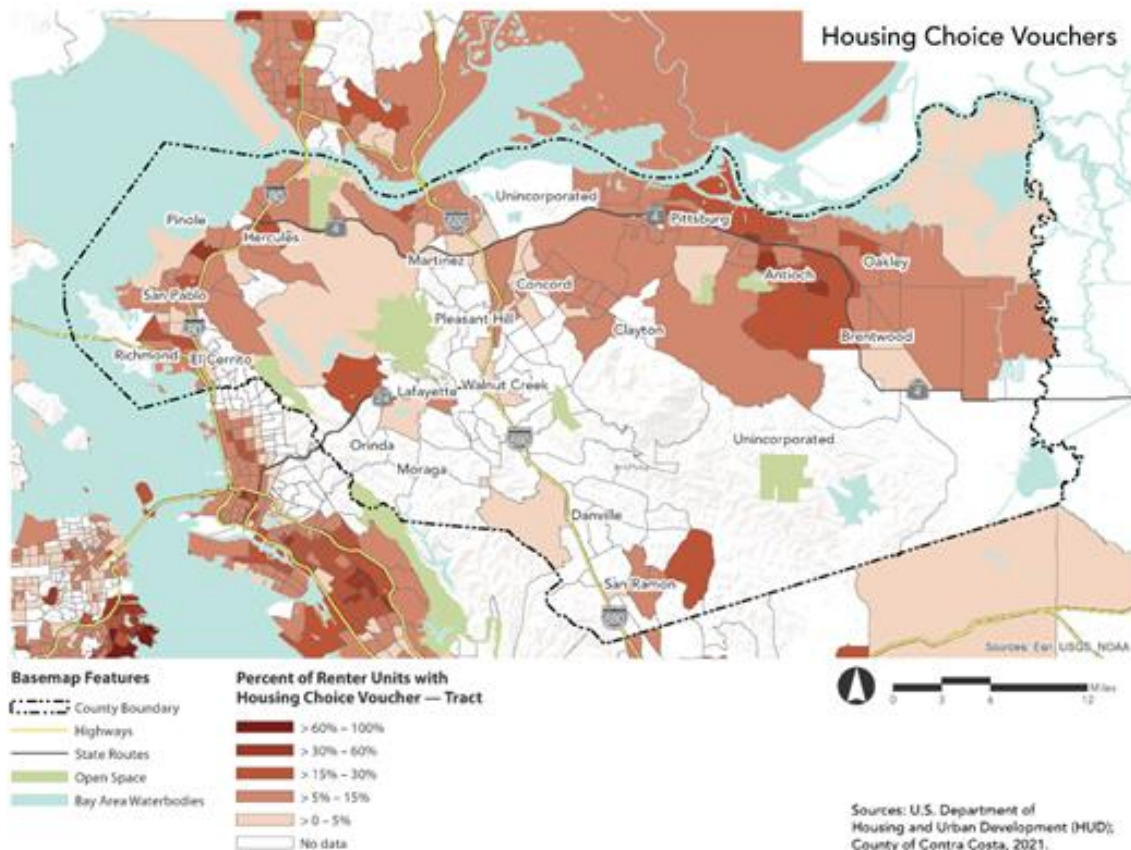 Housing Choice Vouchers
Unincorporated
Pinole
Hercules
4
4
Pittsburg
Martinez
Concord
Antioch
Oakley
San Pablo
Pleasant Hill
Clayton
Brentwood
Richmond
El Cerrito
Walnut Creek
Lafayette
4
24
Orinda
Unincorporated
Moraga
Danville
San Ramon
Sources: Esri, USGS, NOAA
Basemap Features
County Boundary
Highways
State Routes
Open Space
Bay Area Waterbodies
Percent of Renter Units with
Housing Choice Voucher — Tract
> 60% – 100%
> 30% – 60%
> 15% – 30%
> 5% – 15%
> 0 – 5%
No data
0 3 6 12 Miles
Sources: U.S. Department of
Housing and Urban Development (HUD);
County of Contra Costa, 2021.